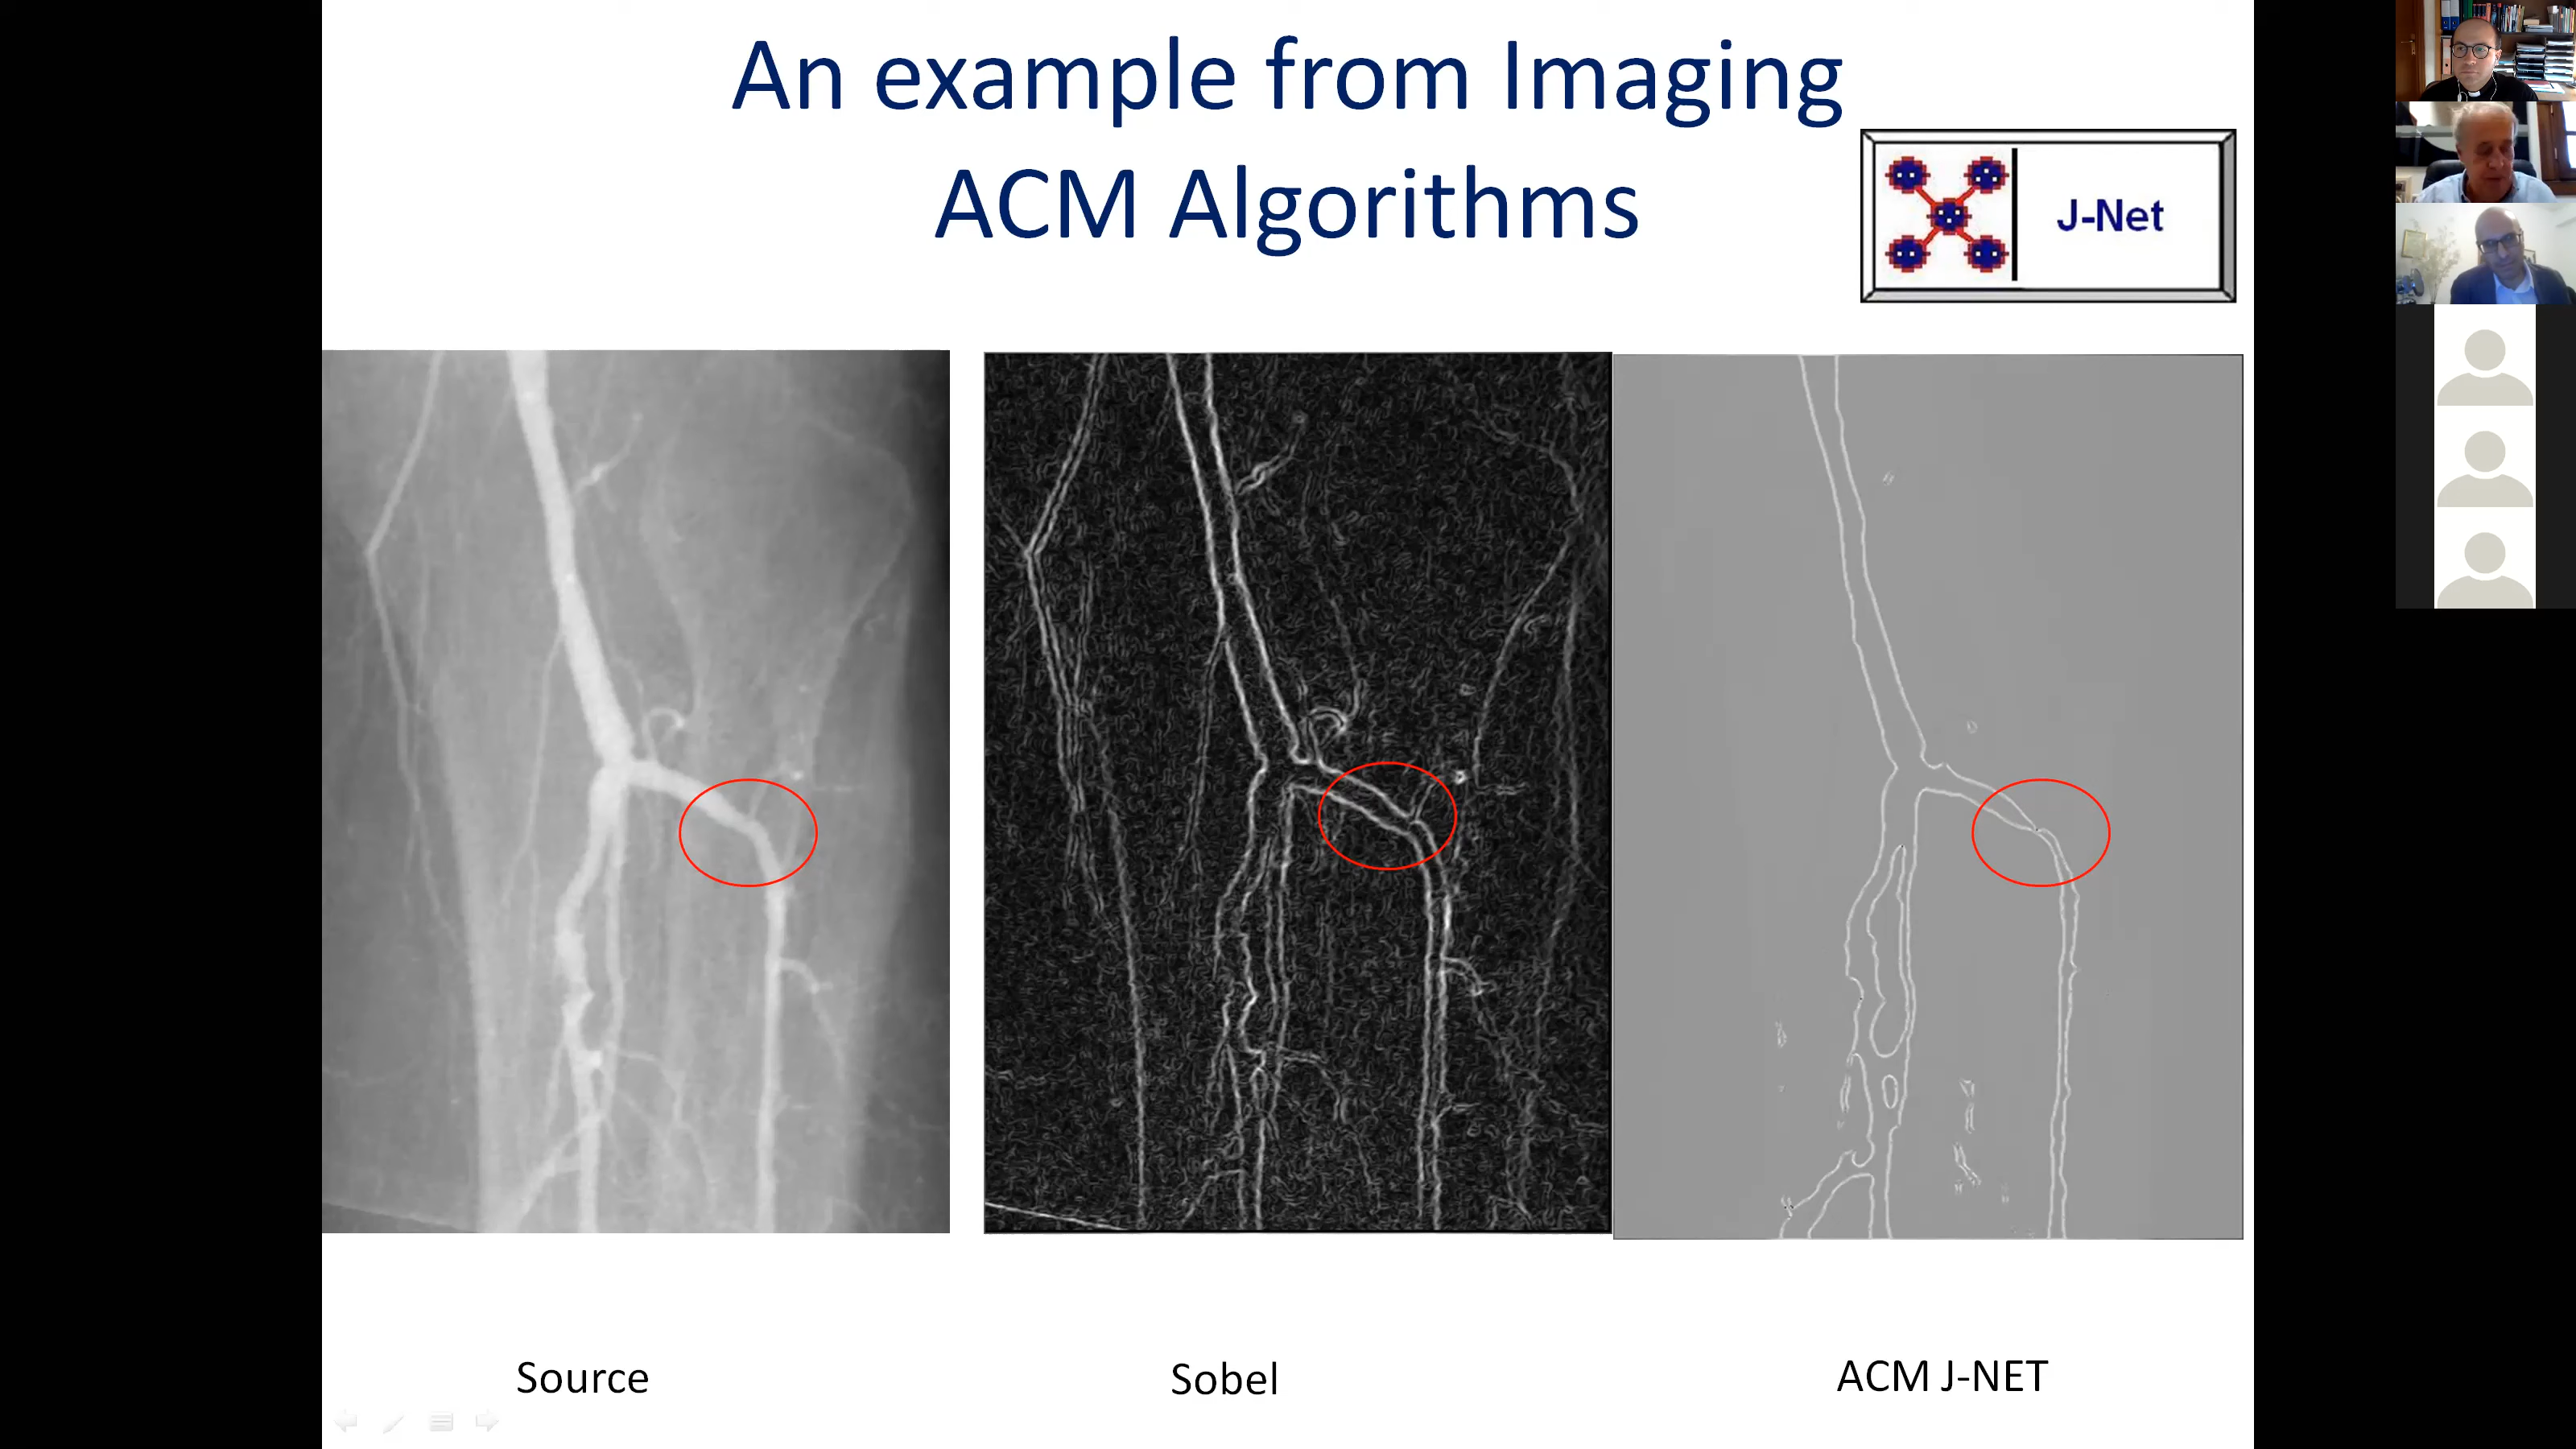 An example from Imaging
ACM Algorithms
J-Net
Source
Sobel
ACM J-NET